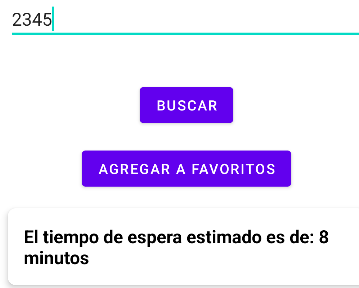 2345
BUSCAR
AGREGAR A FAVORITOS
El tiempo de espera estimado es de: 8
minutos